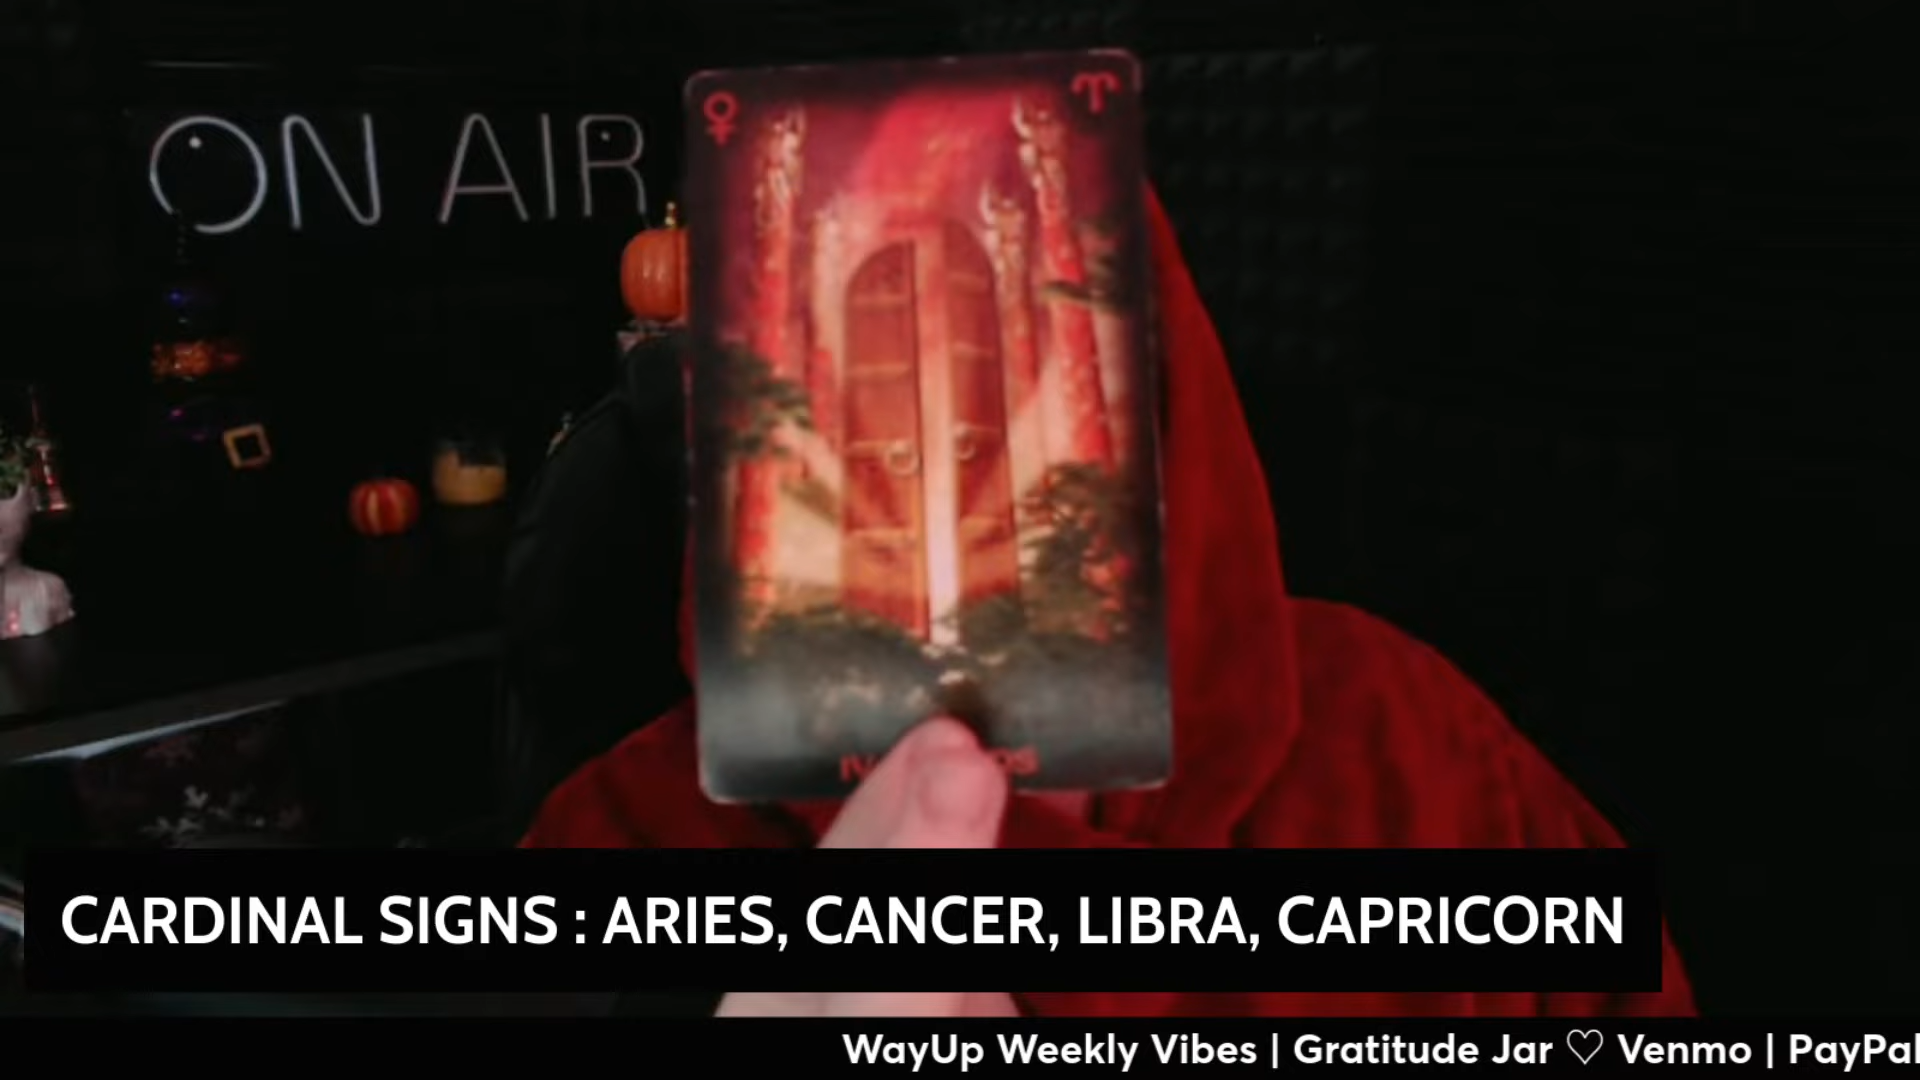 ON AIR
CARDINAL SIGNS : ARIES, CANCER, LIBRA, CAPRICORN
WayUp Weekly Vibes | Gratitude Jar ♡ Venmo | PayPal